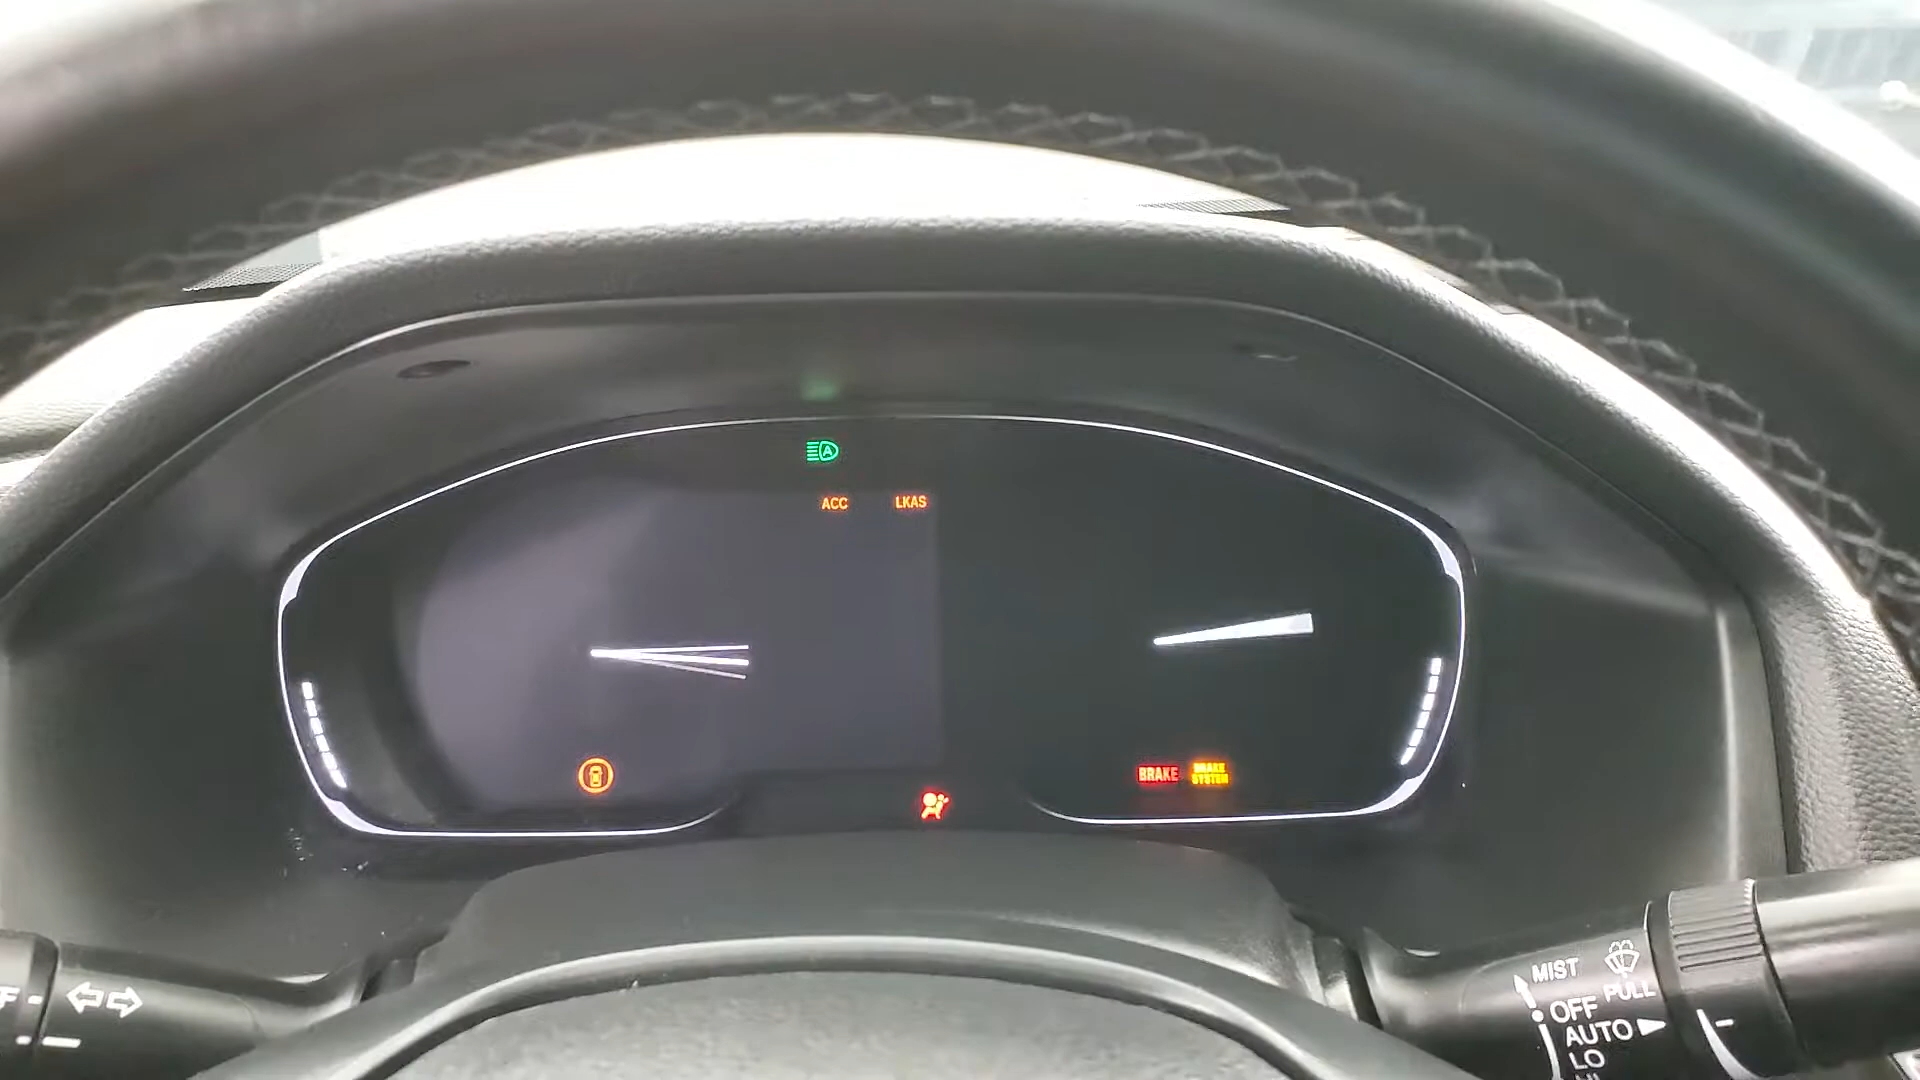 A
ACC LKAS
BRAKE BRAKE SYSTEM
MIST
PULL
OFF
AUTO
LO